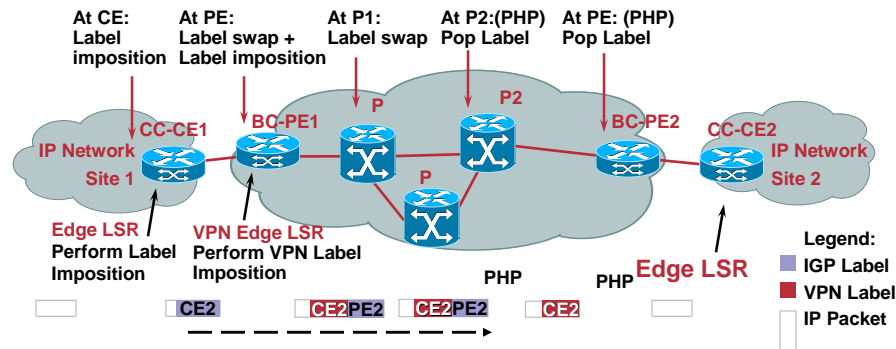 At CE:
Label
imposition
At PE:
Label swap +
Label imposition
At P1:
Label swap
At P2:(PHP)
Pop Label
At PE: (PHP)
Pop Label
CC-CE1
BC-PE1
P
P2
BC-PE2
CC-CE2
IP Network
Site 1
IP Network
Site 2
P
Edge LSR
Perform Label
Imposition
VPN Edge LSR
Perform VPN Label
Imposition
Edge LSR
PHP
PHP
Legend:
IGP Label
VPN Label
IP Packet
CE2
CE2 PE2
CE2 PE2
CE2